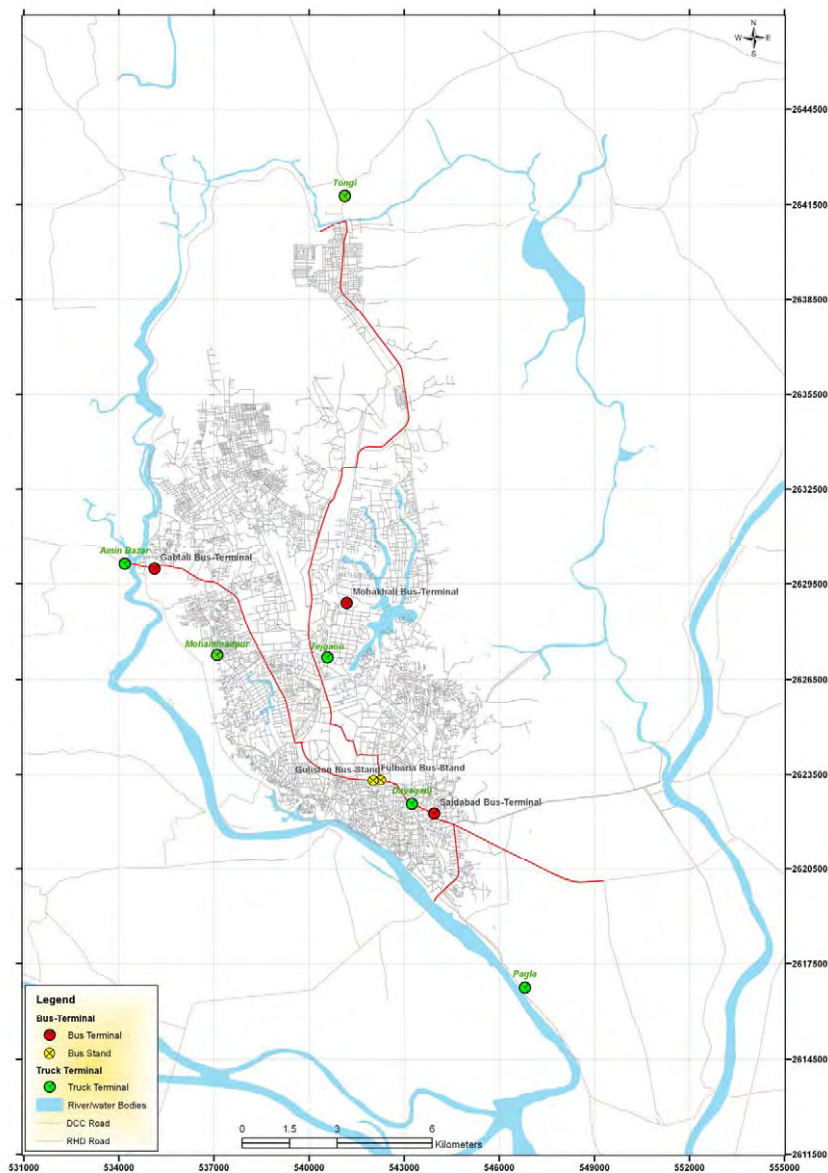 N
W E
S
2644500
Tongi
2641500
2638500
2635500
2632500
Amin Bazar
Gabtali Bus-Terminal
2629500
Mohakhali Bus-Terminal
Mohammadpur
Tejgaon
2626500
Gulistan Bus-Stand
Fulbaria Bus-Stand
2623500
Dayaganj
Saidabad Bus-Terminal
2620500
2617500
Pagla
Legend
Bus-Terminal
Bus Terminal
Bus Stand
Truck Terminal
Truck Terminal
River/water Bodies
DCC Road
RHD Road
2614500
0 1.5 3 6
Kilometers
2611500
531000 534000 537000 540000 543000 546000 549000 552000 555000